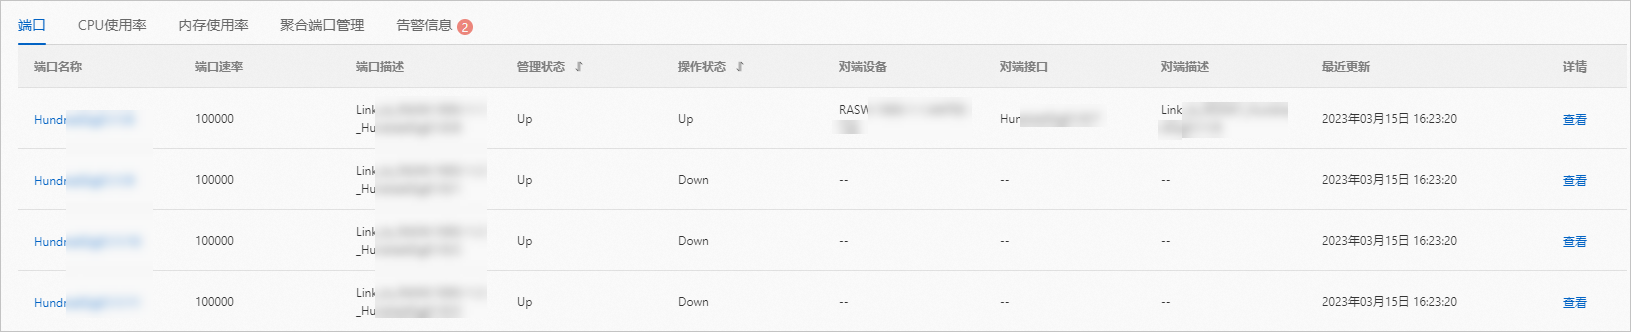 端口 CPU使用率 内存使用率 聚合端口管理 告警信息 2
端口名称 端口速率 端口描述 管理状态 操作状态 对端设备 对端接口 对端描述 最近更新 详情
Link RASW Link
Hundr 100000 Up Up Hun 2023年03月15日 16:23:20 查看
_Hu
Link
Hundr 100000 Up Down -- -- -- 2023年03月15日 16:23:20 查看
_Hu
Link
Hundr 100000 Up Down -- -- -- 2023年03月15日 16:23:20 查看
_Hu
Link
Hundr 100000 Up Down -- -- -- 2023年03月15日 16:23:20 查看
_Hu